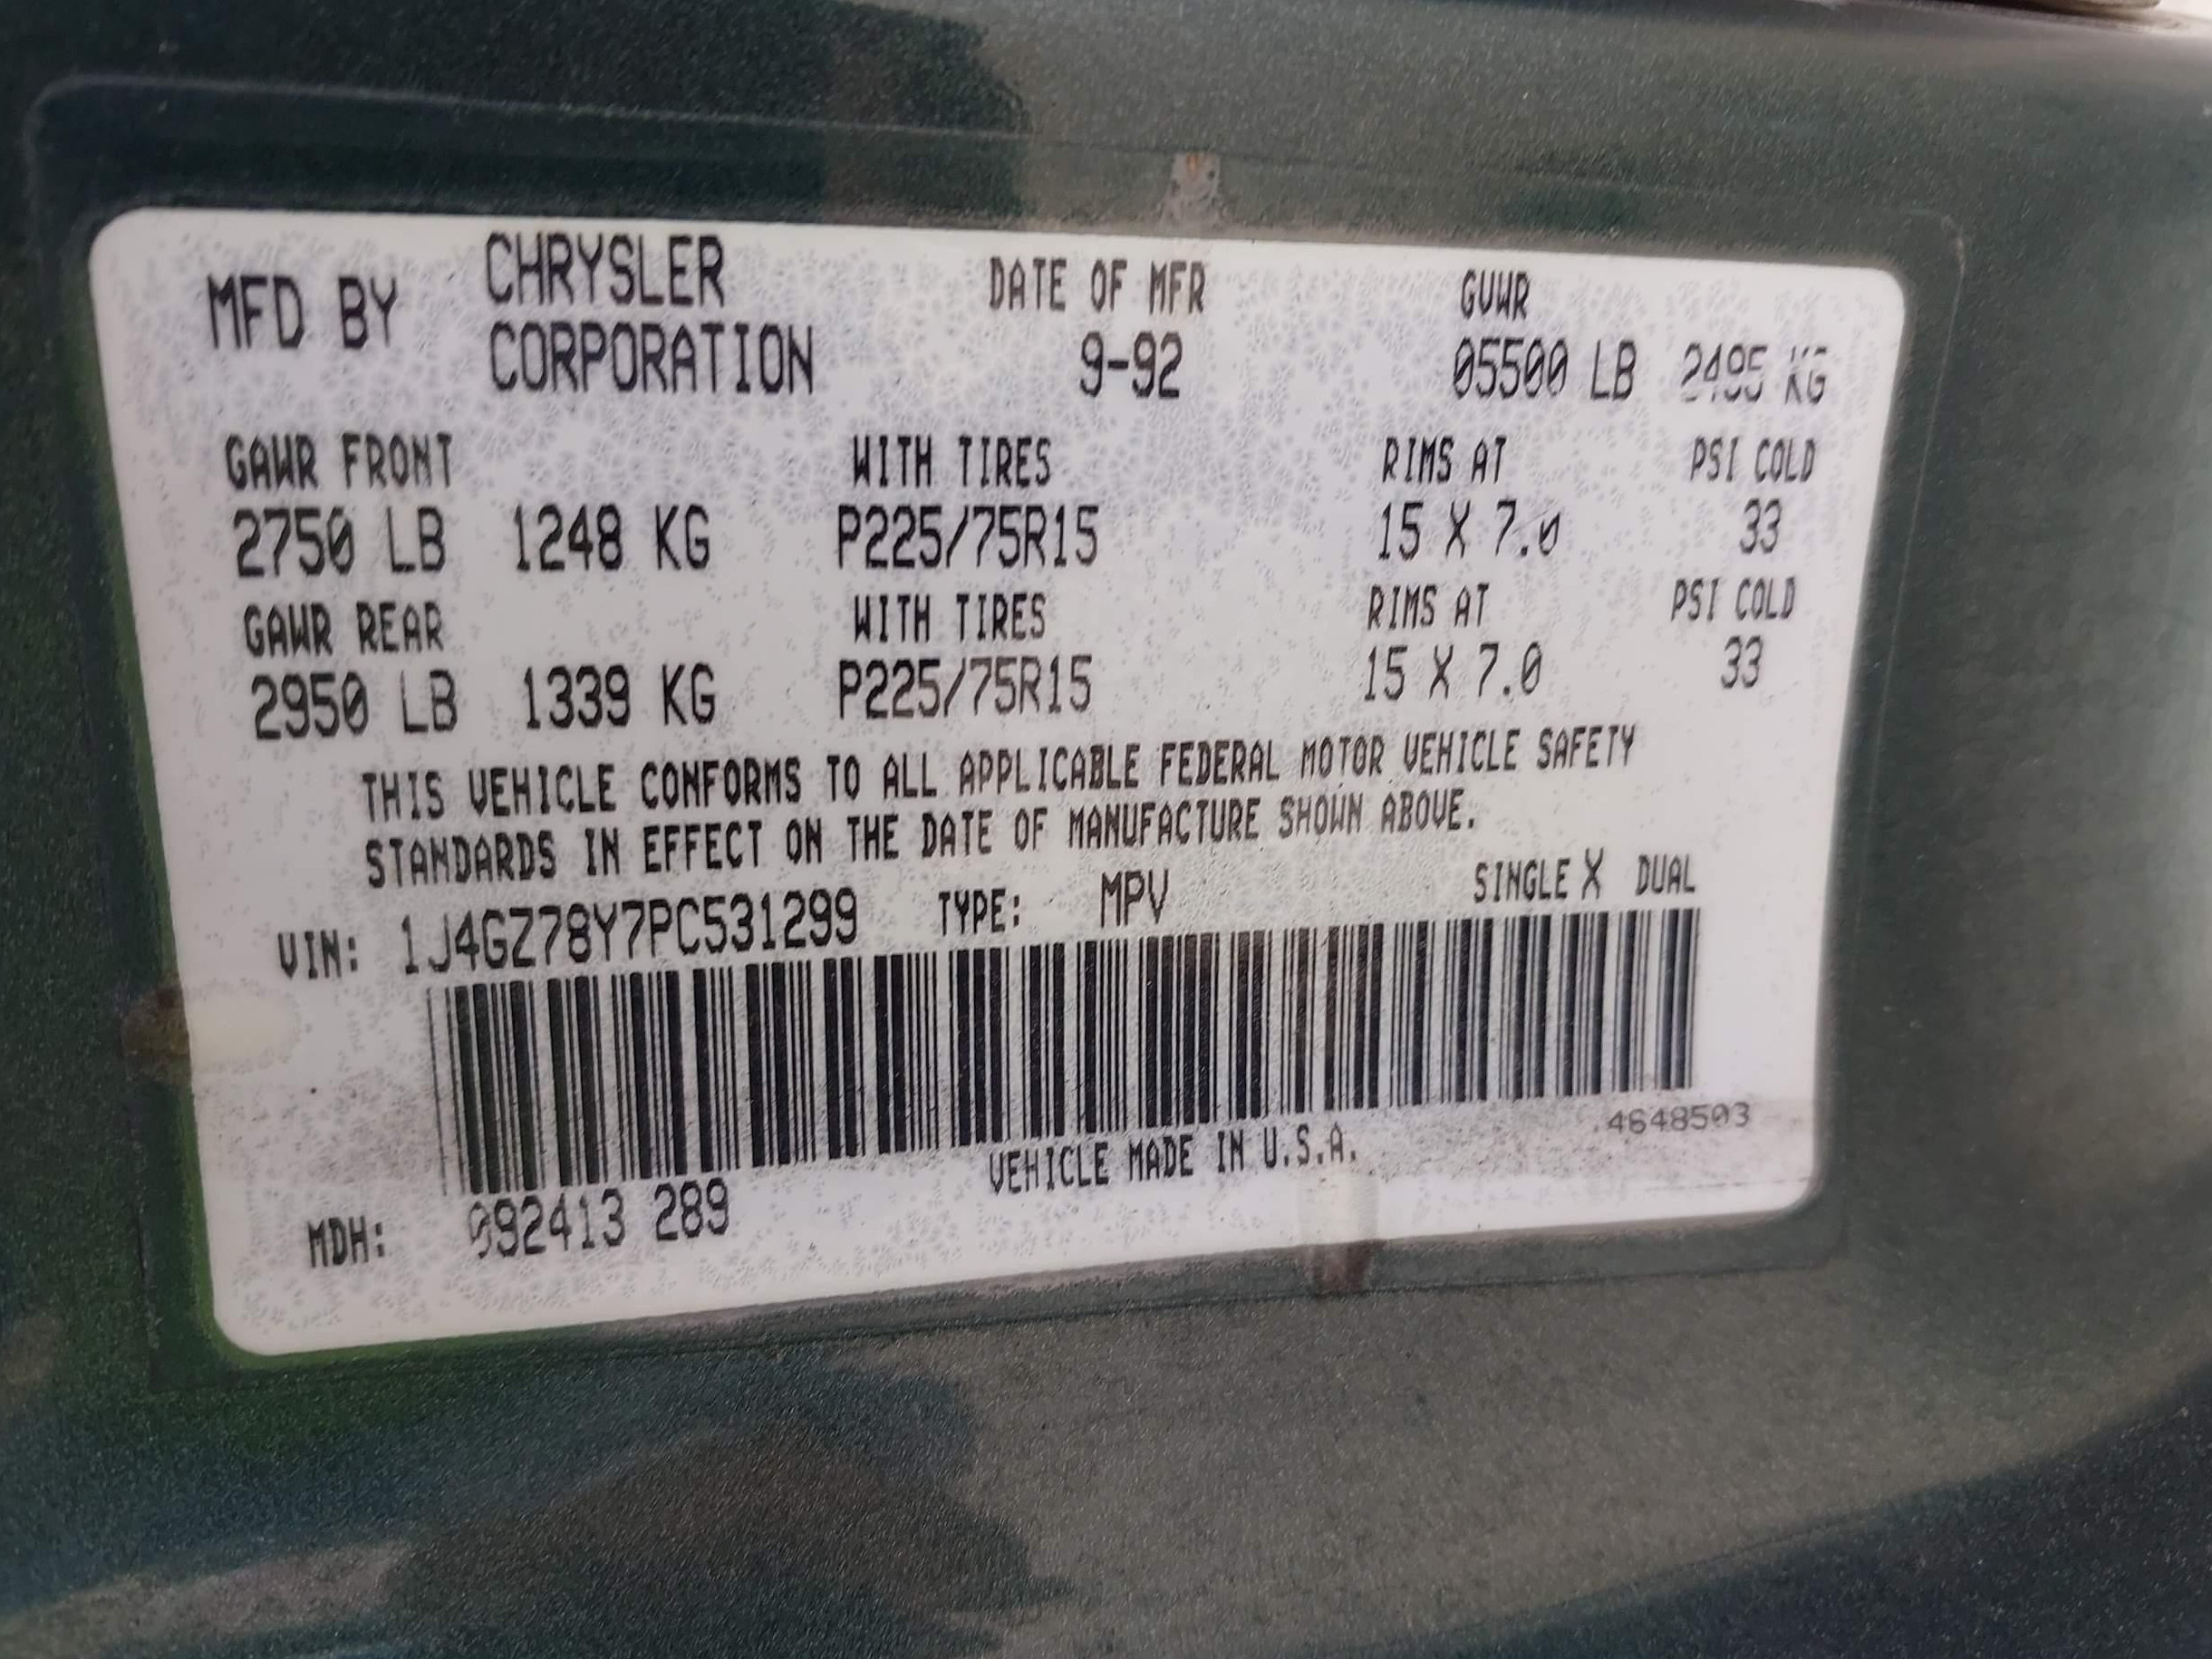 MFD BY CHRYSLER CORPORATION
DATE OF MFR 9-92
GVWR 05500 LB 2495 KG
GAWR FRONT WITH TIRES RIMS AT PSI COLD
2750 LB 1248 KG P225/75R15 15 X 7.0 33
GAWR REAR WITH TIRES RIMS AT PSI COLD
2950 LB 1339 KG P225/75R15 15 X 7.0 33
THIS VEHICLE CONFORMS TO ALL APPLICABLE FEDERAL MOTOR VEHICLE SAFETY
STANDARDS IN EFFECT ON THE DATE OF MANUFACTURE SHOWN ABOVE.
VIN: 1J4GZ78Y7PC531299 TYPE: MPV SINGLE X DUAL
4648503
VEHICLE MADE IN U.S.A.
MDH: 092413 289